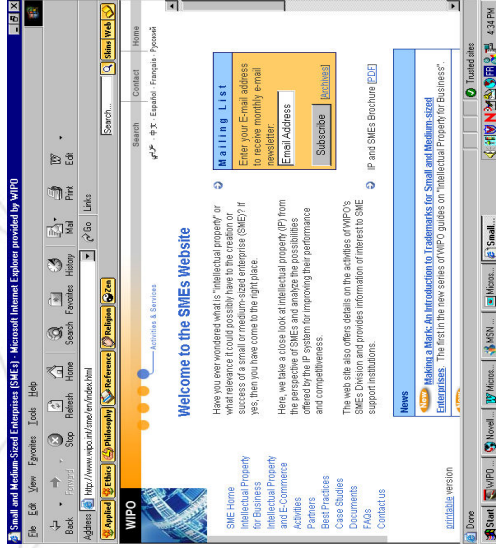 Small and Medium-Sized Enterprises (SMEs) - Microsoft Internet Explorer provided by WIPO
File Edit View Favorites Tools Help
Back Forward Stop Refresh Home Search Favorites History Mail Print Edit
Address http://www.wipo.int/sme/en/index.html Go Links
Applied Ethics Philosophy Reference Religion Zen Search... Skins Web
WIPO
Search Contact Home
عربي 中文 Español Français Русский
Activities & Services
SME Home
Intellectual Property
for Business
Intellectual Property
and E-Commerce
Activities
Partners
Best Practices
Case Studies
Documents
FAQs
Contact us
printable version
Welcome to the SMEs Website
Have you ever wondered what is "intellectual property" or
what relevance it could possibly have to the creation or
success of a small or medium-sized enterprise (SME)? If
yes, then you have come to the right place.
Here, we take a close look at intellectual property (IP) from
the perspective of SMEs and analyze the possibilities
offered by the IP system for improving their performance
and competitiveness.
The web site also offers details on the activities of WIPO's
SMEs Division and provides information of interest to SME
support institutions.
Mailing List
Enter your E-mail address
to receive monthly e-mail
newsletter:
Email Address
Subscribe
[Archives]
IP and SMEs Brochure [PDF]
News
Making a Mark: An Introduction to Trademarks for Small and Medium-sized
Enterprises. The first in the new series of WIPO guides on "Intellectual Property for Business".
Done Trusted sites
Start WIPO... Novell... Micros... MSN ... Micros... Small... FR 4:34 PM